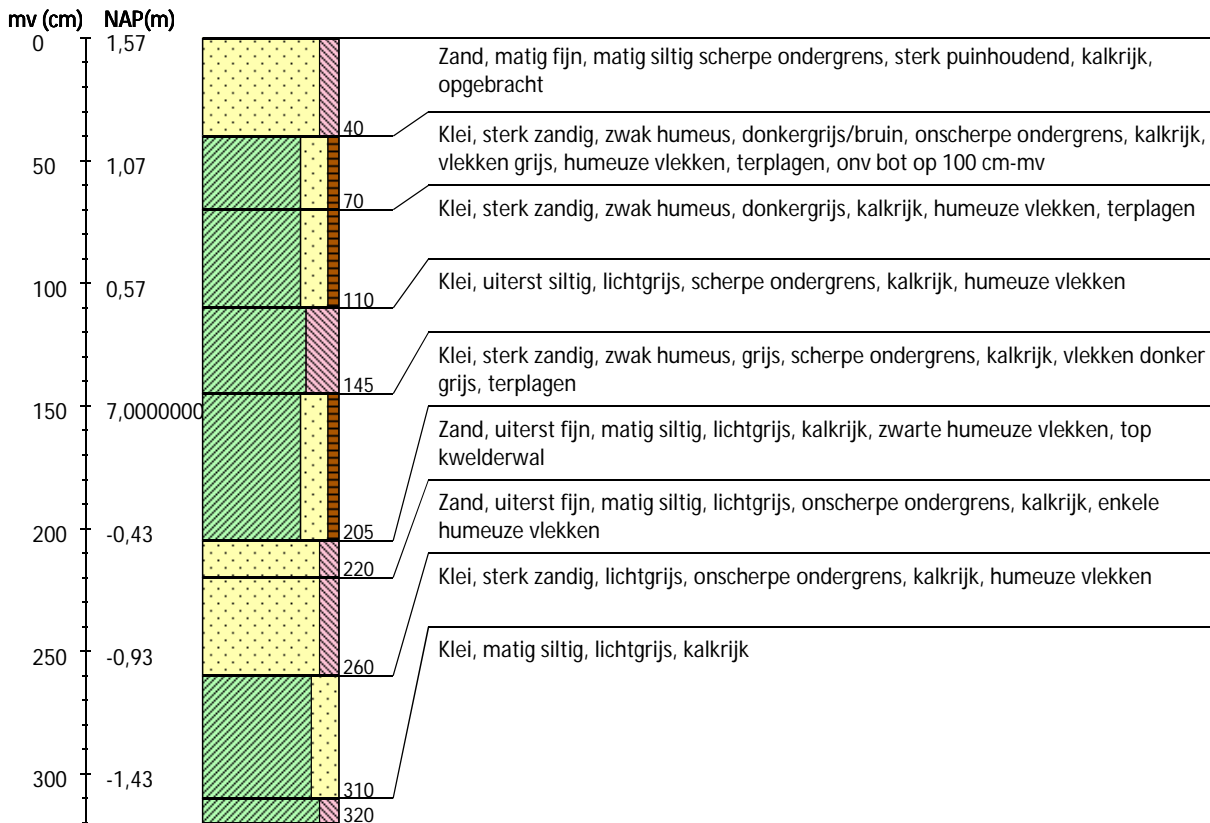 mv (cm) NAP(m)
0 1,57
Zand, matig fijn, matig siltig scherpe ondergrens, sterk puinhoudend, kalkrijk,
opgebracht
40
Klei, sterk zandig, zwak humeus, donkergrijs/bruin, onscherpe ondergrens, kalkrijk,
vlekken grijs, humeuze vlekken, terplagen, onv bot op 100 cm-mv
50 1,07
70
Klei, sterk zandig, zwak humeus, donkergrijs, kalkrijk, humeuze vlekken, terplagen
Klei, uiterst siltig, lichtgrijs, scherpe ondergrens, kalkrijk, humeuze vlekken
100 0,57
110
Klei, sterk zandig, zwak humeus, grijs, scherpe ondergrens, kalkrijk, vlekken donker
grijs, terplagen
145
150 7,0000000
Zand, uiterst fijn, matig siltig, lichtgrijs, kalkrijk, zwarte humeuze vlekken, top
kwelderwal
Zand, uiterst fijn, matig siltig, lichtgrijs, onscherpe ondergrens, kalkrijk, enkele
humeuze vlekken
200 -0,43
205
220
Klei, sterk zandig, lichtgrijs, onscherpe ondergrens, kalkrijk, humeuze vlekken
Klei, matig siltig, lichtgrijs, kalkrijk
250 -0,93
260
300 -1,43
310
320